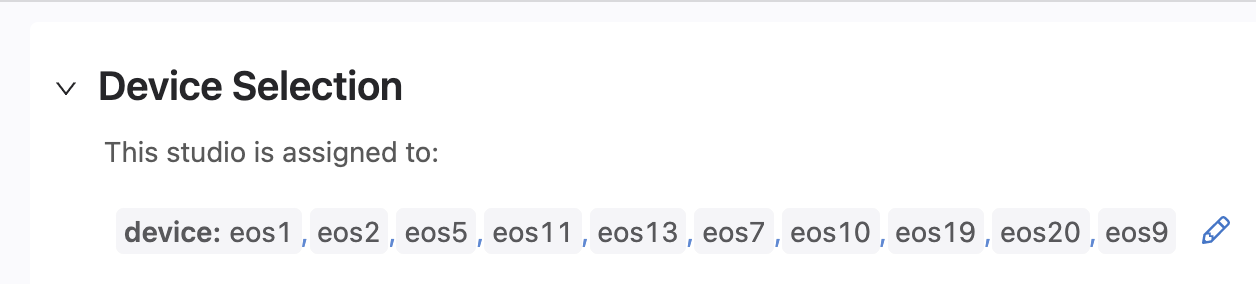 Device Selection
This studio is assigned to:
device: eos1, eos2, eos5, eos11, eos13, eos7, eos10, eos19, eos20, eos9